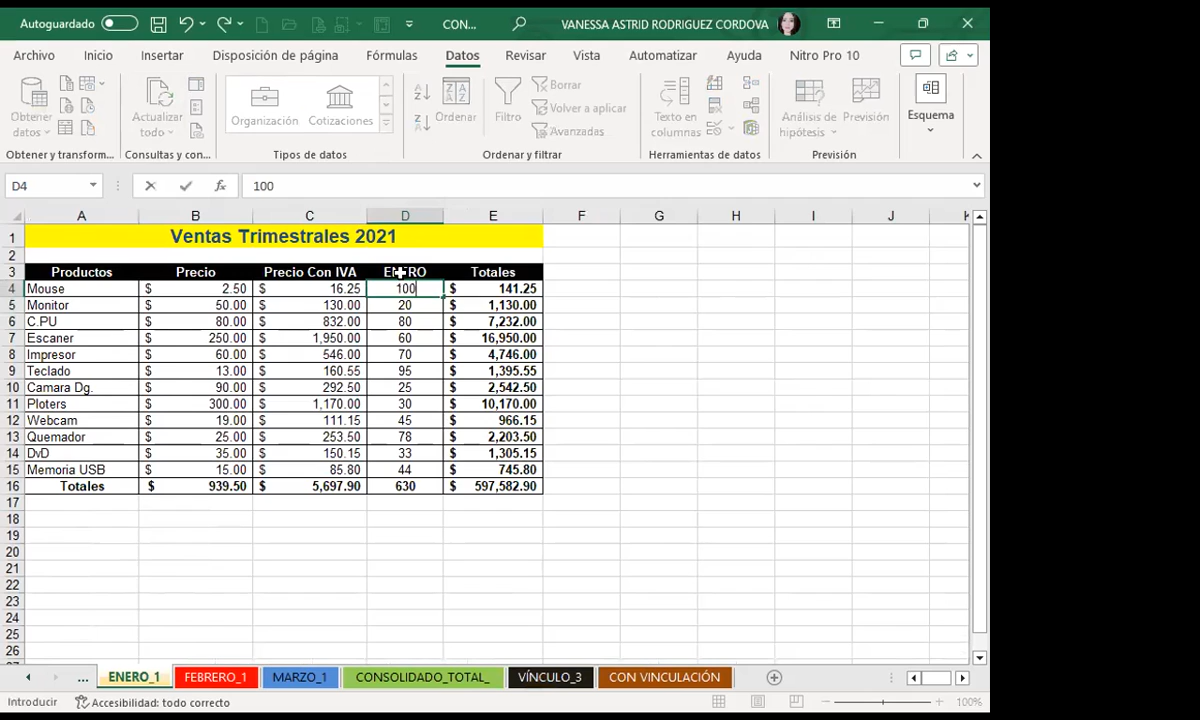 Autoguardado CON... VANESSA ASTRID RODRIGUEZ CORDOVA
Archivo Inicio Insertar Disposición de página Fórmulas Datos Revisar Vista Automatizar Ayuda Nitro Pro 10
Obtener datos Actualizar todo Organización Cotizaciones Ordenar Filtro Borrar Volver a aplicar Avanzadas Texto en columnas Análisis de hipótesis Previsión Esquema
Obtener y transform... Consultas y con... Tipos de datos Ordenar y filtrar Herramientas de datos Previsión
D4 fx 100
A B C D E F G H I J K
1 Ventas Trimestrales 2021
2
3 Productos Precio Precio Con IVA Totales
4 Mouse $ 2.50 $ 16.25 100 $ 141.25
5 Monitor $ 50.00 $ 130.00 20 $ 1,130.00
6 C.PU $ 80.00 $ 832.00 80 $ 7,232.00
7 Escaner $ 250.00 $ 1,950.00 60 $ 16,950.00
8 Impresor $ 60.00 $ 546.00 70 $ 4,746.00
9 Teclado $ 13.00 $ 160.55 95 $ 1,395.55
10 Camara Dg. $ 90.00 $ 292.50 25 $ 2,542.50
11 Ploters $ 300.00 $ 1,170.00 30 $ 10,170.00
12 Webcam $ 19.00 $ 111.15 45 $ 966.15
13 Quemador $ 25.00 $ 253.50 78 $ 2,203.50
14 DvD $ 35.00 $ 150.15 33 $ 1,305.15
15 Memoria USB $ 15.00 $ 85.80 44 $ 745.80
16 Totales $ 939.50 $ 5,697.90 630 $ 597,582.90
17
18
19
20
21
22
23
24
25
26
... ENERO_1 FEBRERO_1 MARZO_1 CONSOLIDADO_TOTAL_ VÍNCULO_3 CON VINCULACIÓN
Introducir Accesibilidad: todo correcto 100%